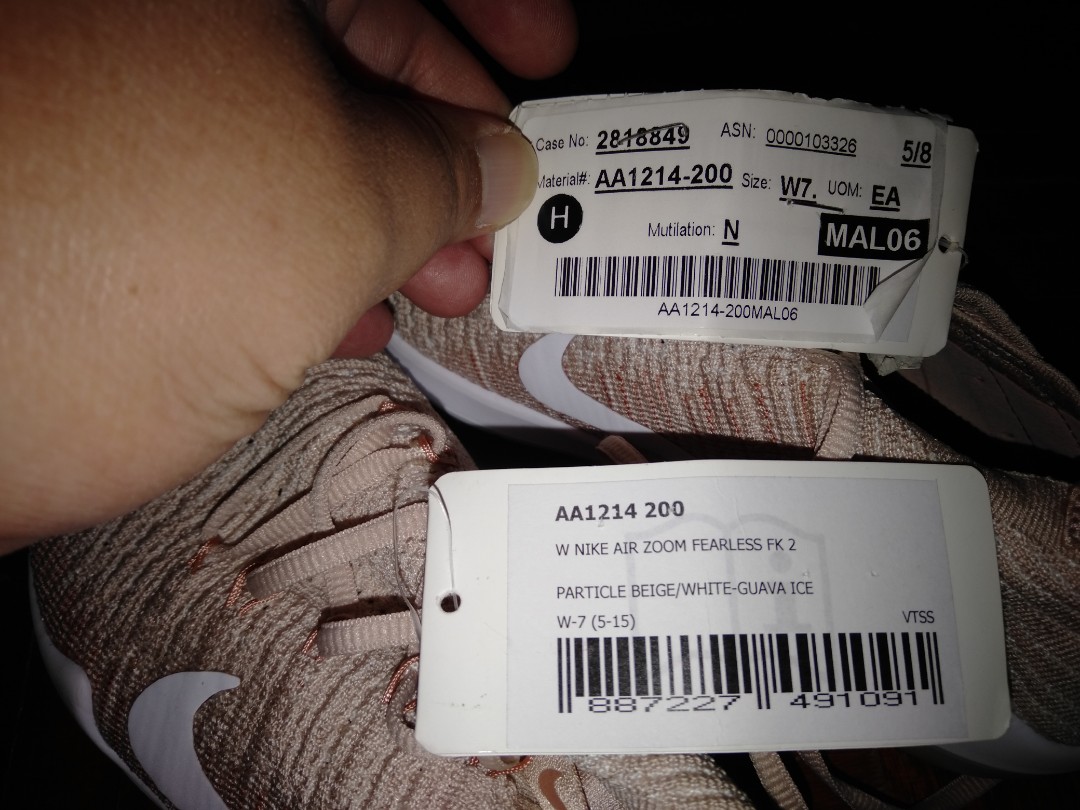 Case No: 2818849 ASN: 0000103326 5/8
Material#: AA1214-200 Size: W7. UOM: EA
H Mutilation: N MAL06
AA1214-200MAL06
AA1214 200
W NIKE AIR ZOOM FEARLESS FK 2
PARTICLE BEIGE/WHITE-GUAVA ICE
W-7 (5-15) VTSS
887227 491091